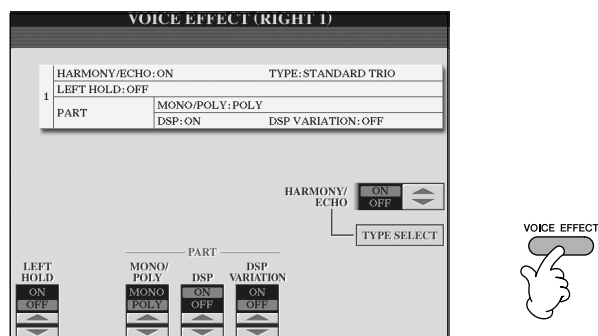 VOICE EFFECT (RIGHT 1)
1
HARMONY/ECHO: ON TYPE: STANDARD TRIO
LEFT HOLD: OFF
PART
MONO/POLY: POLY
DSP: ON DSP VARIATION: OFF
HARMONY/
ECHO
ON
OFF
TYPE SELECT
VOICE EFFECT
PART
LEFT
HOLD
MONO/
POLY
DSP
DSP
VARIATION
ON
OFF
MONO
POLY
ON
OFF
ON
OFF